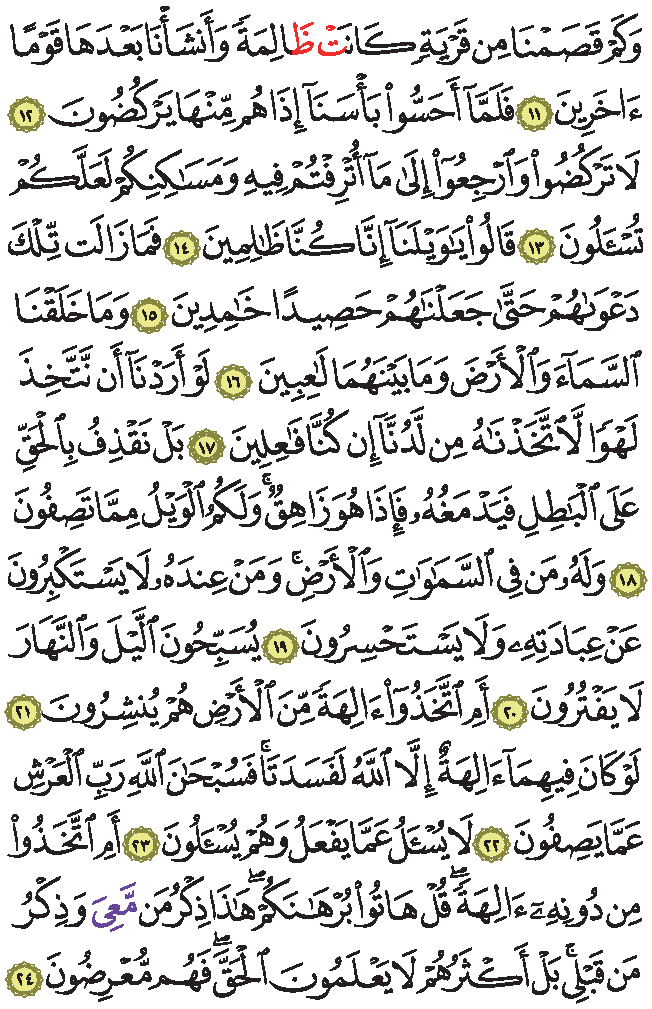 وَكَمْ قَصَمْنَا مِن قَرْيَةٍ كَانَت ظَّالِمَةً وَأَنشَأْنَا بَعْدَهَا قَوْمًا
ءَاخَرِينَ ١١ فَلَمَّآ أَحَسُّوا۟ بَأْسَنَآ إِذَا هُم مِّنْهَا يَرْكُضُونَ ١٢
لَا تَرْكُضُوا۟ وَٱرْجِعُوٓا۟ إِلَىٰ مَآ أُتْرِفْتُمْ فِيهِ وَمَسَـٰكِنِكُمْ لَعَلَّكُمْ
تُسْـَٔلُونَ ١٣ قَالُوا۟ يَـٰوَيْلَنَآ إِنَّا كُنَّا ظَـٰلِمِينَ ١٤ فَمَا زَالَت تِّلْكَ
دَعْوَىٰهُمْ حَتَّىٰ جَعَلْنَـٰهُمْ حَصِيدًا خَـٰمِدِينَ ١٥ وَمَا خَلَقْنَا
ٱلسَّمَآءَ وَٱلْأَرْضَ وَمَا بَيْنَهُمَا لَـٰعِبِينَ ١٦ لَوْ أَرَدْنَآ أَن نَّتَّخِذَ
لَهْوًا لَّٱتَّخَذْنَـٰهُ مِن لَّدُنَّآ إِن كُنَّا فَـٰعِلِينَ ١٧ بَلْ نَقْذِفُ بِٱلْحَقِّ
عَلَى ٱلْبَـٰطِلِ فَيَدْمَغُهُۥ فَإِذَا هُوَ زَاهِقٌ ۚ وَلَكُمُ ٱلْوَيْلُ مِمَّا تَصِفُونَ
١٨ وَلَهُۥ مَن فِى ٱلسَّمَـٰوَٰتِ وَٱلْأَرْضِ ۚ وَمَنْ عِندَهُۥ لَا يَسْتَكْبِرُونَ
عَنْ عِبَادَتِهِۦ وَلَا يَسْتَحْسِرُونَ ١٩ يُسَبِّحُونَ ٱلَّيْلَ وَٱلنَّهَارَ
لَا يَفْتُرُونَ ٢٠ أَمِ ٱتَّخَذُوٓا۟ ءَالِهَةً مِّنَ ٱلْأَرْضِ هُمْ يُنشِرُونَ ٢١
لَوْ كَانَ فِيهِمَآ ءَالِهَةٌ إِلَّا ٱللَّهُ لَفَسَدَتَا ۚ فَسُبْحَـٰنَ ٱللَّهِ رَبِّ ٱلْعَرْشِ
عَمَّا يَصِفُونَ ٢٢ لَا يُسْـَٔلُ عَمَّا يَفْعَلُ وَهُمْ يُسْـَٔلُونَ ٢٣ أَمِ ٱتَّخَذُوا۟
مِن دُونِهِۦٓ ءَالِهَةً ۖ قُلْ هَاتُوا۟ بُرْهَـٰنَكُمْ ۖ هَـٰذَا ذِكْرُ مَن مَّعِىَ وَذِكْرُ
مَن قَبْلِى ۚ بَلْ أَكْثَرُهُمْ لَا يَعْلَمُونَ ٱلْحَقَّ ۖ فَهُم مُّعْرِضُونَ ٢٤